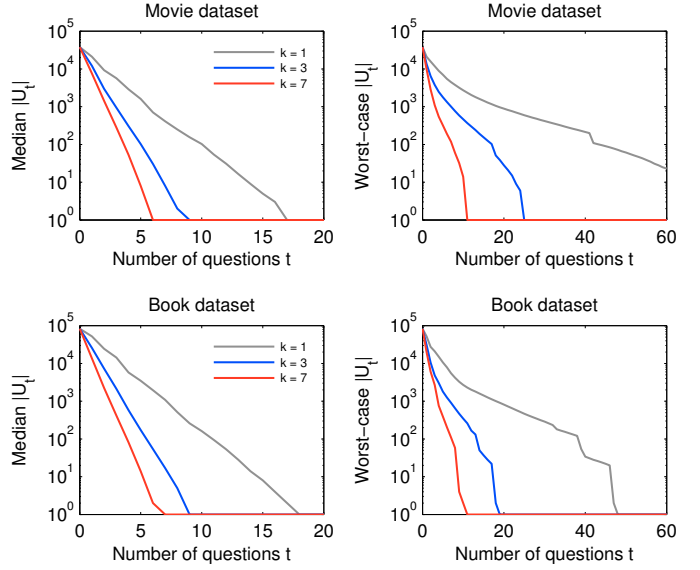 Movie dataset
Median |U_t|
10^5
10^4
10^3
10^2
10^1
10^0
k = 1
k = 3
k = 7
0 5 10 15 20
Number of questions t
Movie dataset
Worst−case |U_t|
10^5
10^4
10^3
10^2
10^1
10^0
0 20 40 60
Number of questions t
Book dataset
Median |U_t|
10^5
10^4
10^3
10^2
10^1
10^0
k = 1
k = 3
k = 7
0 5 10 15 20
Number of questions t
Book dataset
Worst−case |U_t|
10^5
10^4
10^3
10^2
10^1
10^0
0 20 40 60
Number of questions t